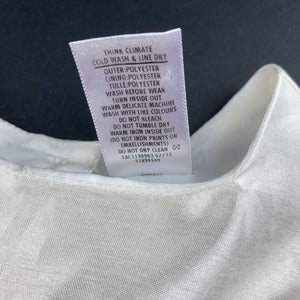 THINK CLIMATE
COLD WASH & LINE DRY
OUTER:POLYESTER
LINING:POLYESTER
TULLE:POLYESTER
WASH BEFORE WEAR
TURN INSIDE OUT
WARM DELICATE MACHINE
WASH WITH LIKE COLOURS
DO NOT BLEACH
DO NOT TUMBLE DRY
WARM IRON INSIDE OUT
(DO NOT IRON PRINTS OR
EMBELLISHMENTS)
DO NOT DRY CLEAN